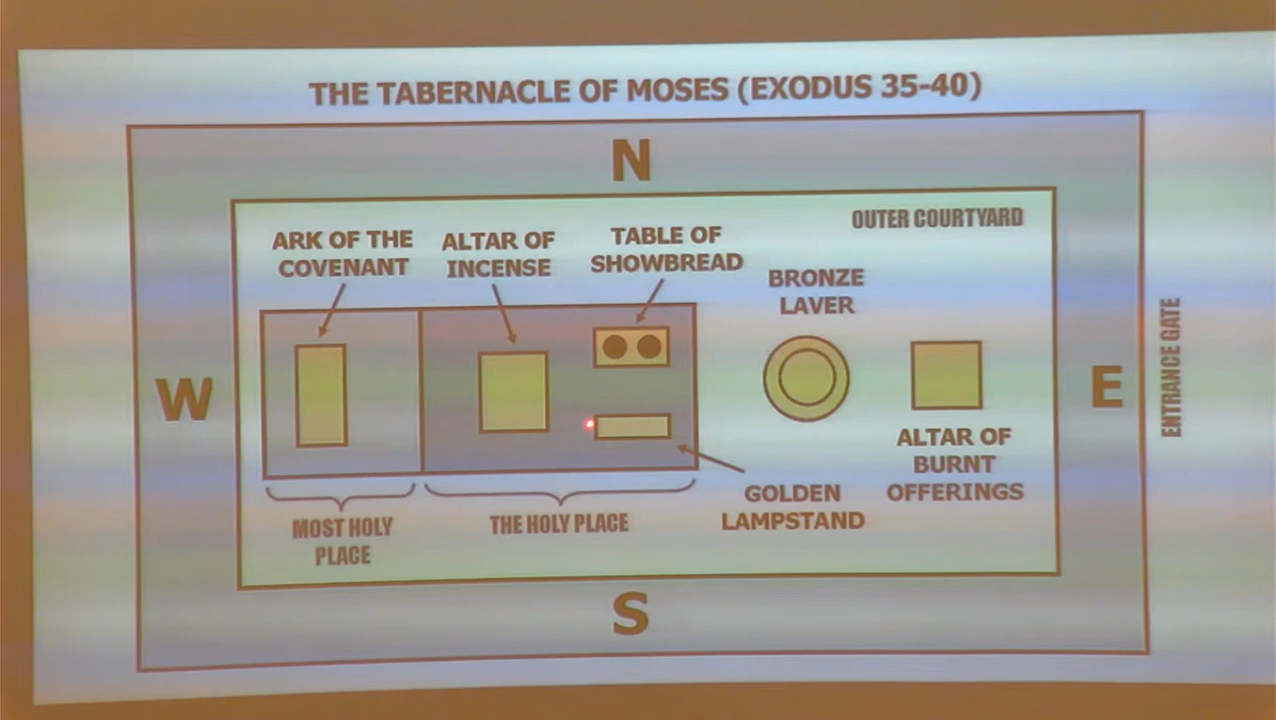 THE TABERNACLE OF MOSES (EXODUS 35-40)
N
OUTER COURTYARD
ARK OF THE
COVENANT
ALTAR OF
INCENSE
TABLE OF
SHOWBREAD
BRONZE
LAVER
W
E
ENTRANCE GATE
ALTAR OF
BURNT
OFFERINGS
GOLDEN
LAMPSTAND
MOST HOLY
PLACE
THE HOLY PLACE
S